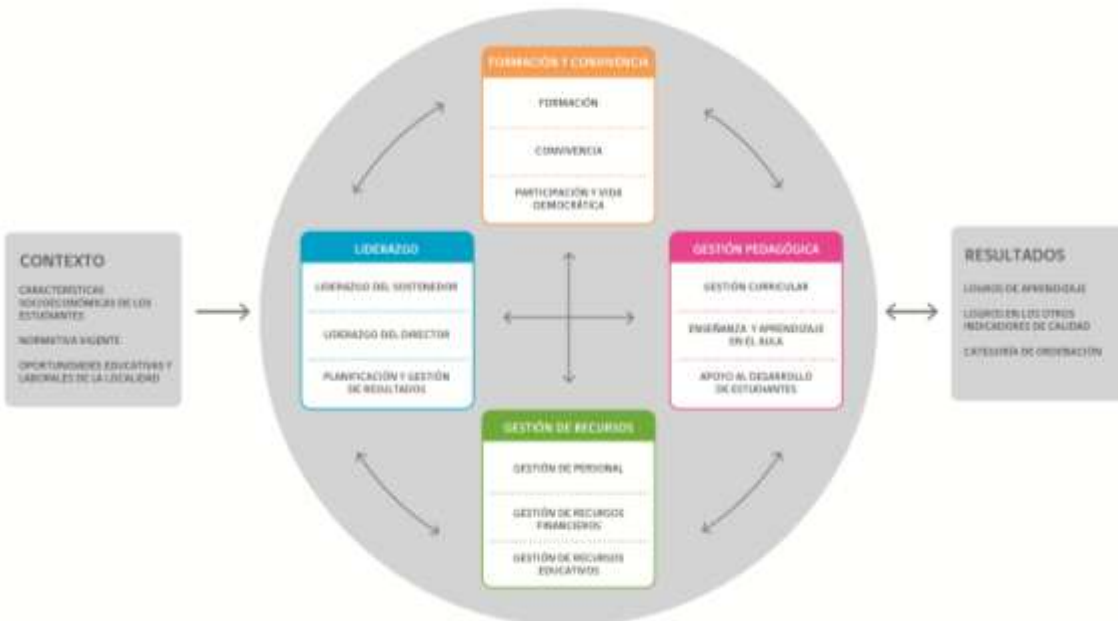 CONTEXTO
CARACTERÍSTICAS
SOCIOECONÓMICAS DE LOS
ESTUDIANTES
NORMATIVA VIGENTE
OPORTUNIDADES EDUCATIVAS Y
LABORALES DE LA LOCALIDAD
FORMACIÓN Y CONVIVENCIA
FORMACIÓN
CONVIVENCIA
PARTICIPACIÓN Y VIDA
DEMOCRÁTICA
LIDERAZGO
LIDERAZGO DEL SOSTENEDOR
LIDERAZGO DEL DIRECTOR
PLANIFICACIÓN Y GESTIÓN
DE RESULTADOS
GESTIÓN PEDAGÓGICA
GESTIÓN CURRICULAR
ENSEÑANZA Y APRENDIZAJE
EN EL AULA
APOYO AL DESARROLLO
DE ESTUDIANTES
GESTIÓN DE RECURSOS
GESTIÓN DE PERSONAL
GESTIÓN DE RECURSOS
FINANCIEROS
GESTIÓN DE RECURSOS
EDUCATIVOS
RESULTADOS
LOGROS DE APRENDIZAJE
LOGROS EN LOS OTROS
INDICADORES DE CALIDAD
CATEGORÍA DE ORDENACIÓN